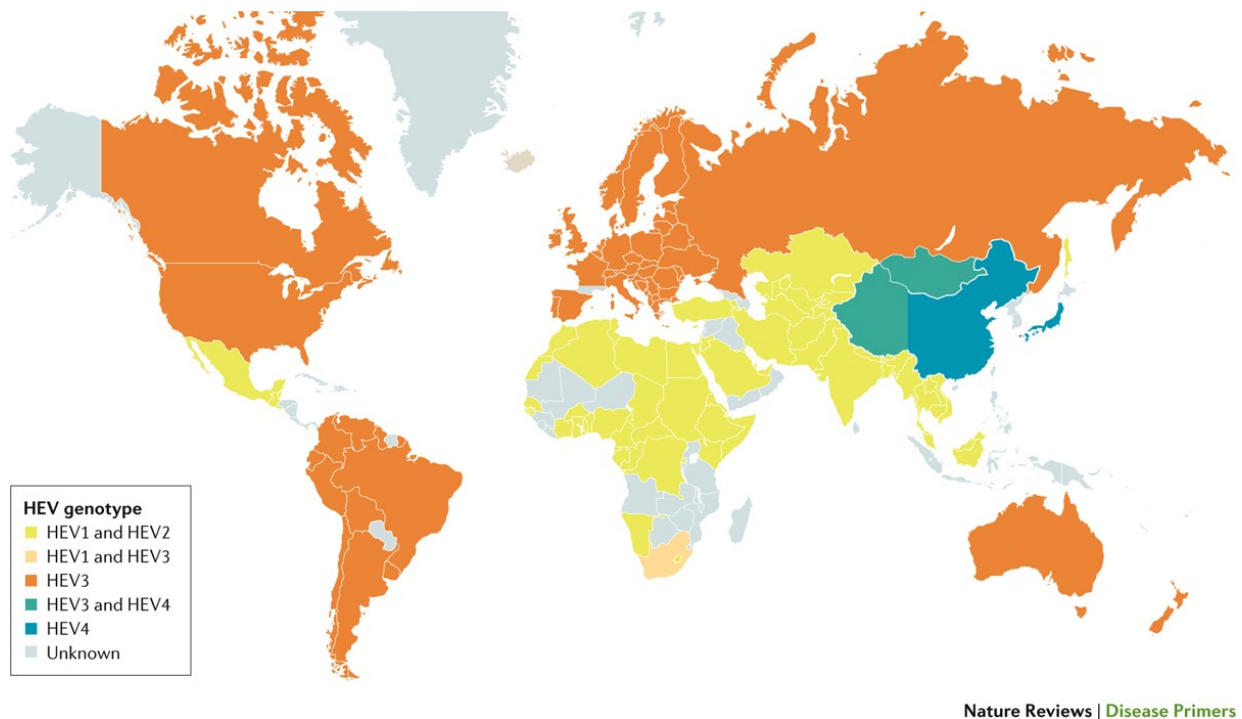 HEV genotype
HEV1 and HEV2
HEV1 and HEV3
HEV3
HEV3 and HEV4
HEV4
Unknown
Nature Reviews | Disease Primers